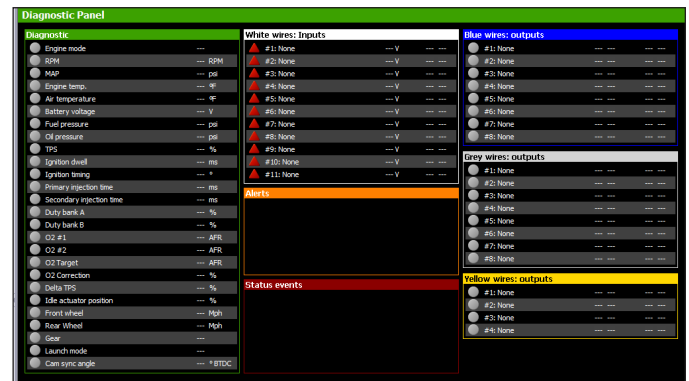 Diagnostic Panel
Diagnostic
Engine mode ---
RPM --- RPM
MAP --- psi
Engine temp. --- ºF
Air temperature --- ºF
Battery voltage --- V
Fuel pressure --- psi
Oil pressure --- psi
TPS --- %
Ignition dwell --- ms
Ignition timing --- º
Primary injection time --- ms
Secondary injection time --- ms
Duty bank A --- %
Duty bank B --- %
O2 #1 --- AFR
O2 #2 --- AFR
O2 Target --- AFR
O2 Correction --- %
Delta TPS --- %
Idle actuator position --- %
Front wheel --- Mph
Rear Wheel --- Mph
Gear ---
Launch mode ---
Cam sync angle --- º BTDC
White wires: Inputs
#1: None --- V --- ---
#2: None --- V --- ---
#3: None --- V --- ---
#4: None --- V --- ---
#5: None --- V --- ---
#6: None --- V --- ---
#7: None --- V --- ---
#8: None --- V --- ---
#9: None --- V --- ---
#10: None --- V --- ---
#11: None --- V --- ---
Alerts
Status events
Blue wires: outputs
#1: None --- --- --- ---
#2: None --- --- --- ---
#3: None --- --- --- ---
#4: None --- --- --- ---
#5: None --- --- --- ---
#6: None --- --- --- ---
#7: None --- --- --- ---
#8: None --- --- --- ---
Grey wires: outputs
#1: None --- --- --- ---
#2: None --- --- --- ---
#3: None --- --- --- ---
#4: None --- --- --- ---
#5: None --- --- --- ---
#6: None --- --- --- ---
#7: None --- --- --- ---
#8: None --- --- --- ---
Yellow wires: outputs
#1: None --- --- --- ---
#2: None --- --- --- ---
#3: None --- --- --- ---
#4: None --- --- --- ---